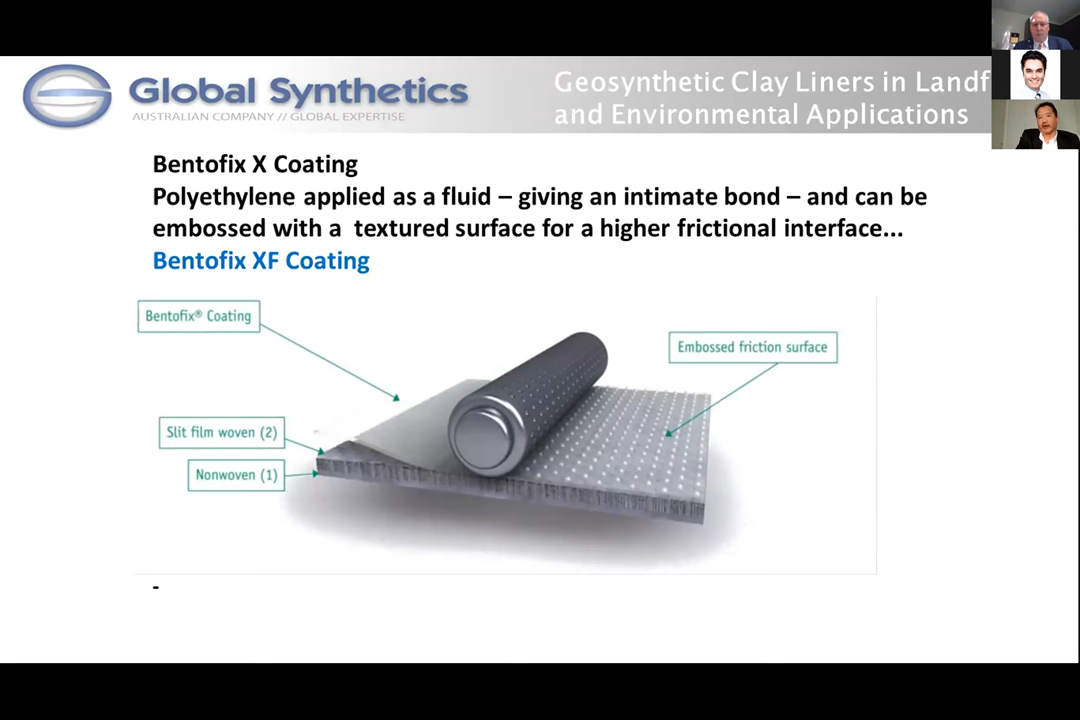 Global Synthetics
AUSTRALIAN COMPANY // GLOBAL EXPERTISE
Geosynthetic Clay Liners in Landf
and Environmental Applications
Bentofix X Coating
Polyethylene applied as a fluid – giving an intimate bond – and can be
embossed with a textured surface for a higher frictional interface...
Bentofix XF Coating
Bentofix® Coating
Embossed friction surface
Slit film woven (2)
Nonwoven (1)
-